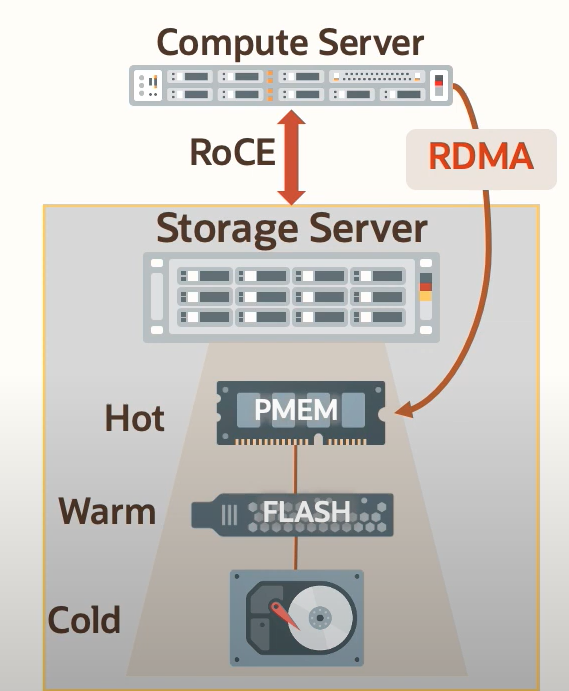 Compute Server
RoCE
RDMA
Storage Server
Hot
PMEM
Warm
FLASH
Cold